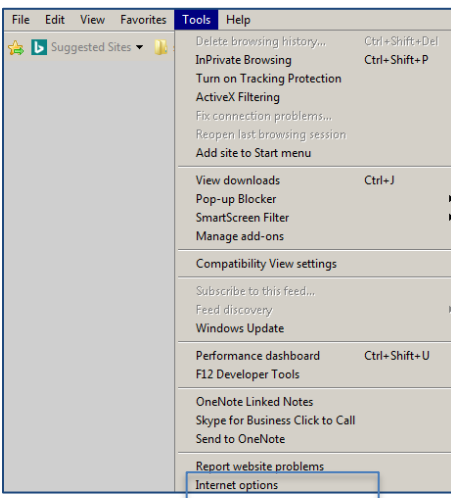 File Edit View Favorites Tools Help
Suggested Sites
Delete browsing history... Ctrl+Shift+Del
InPrivate Browsing Ctrl+Shift+P
Turn on Tracking Protection
ActiveX Filtering
Fix connection problems...
Reopen last browsing session
Add site to Start menu
View downloads Ctrl+J
Pop-up Blocker
SmartScreen Filter
Manage add-ons
Compatibility View settings
Subscribe to this feed...
Feed discovery
Windows Update
Performance dashboard Ctrl+Shift+U
F12 Developer Tools
OneNote Linked Notes
Skype for Business Click to Call
Send to OneNote
Report website problems
Internet options